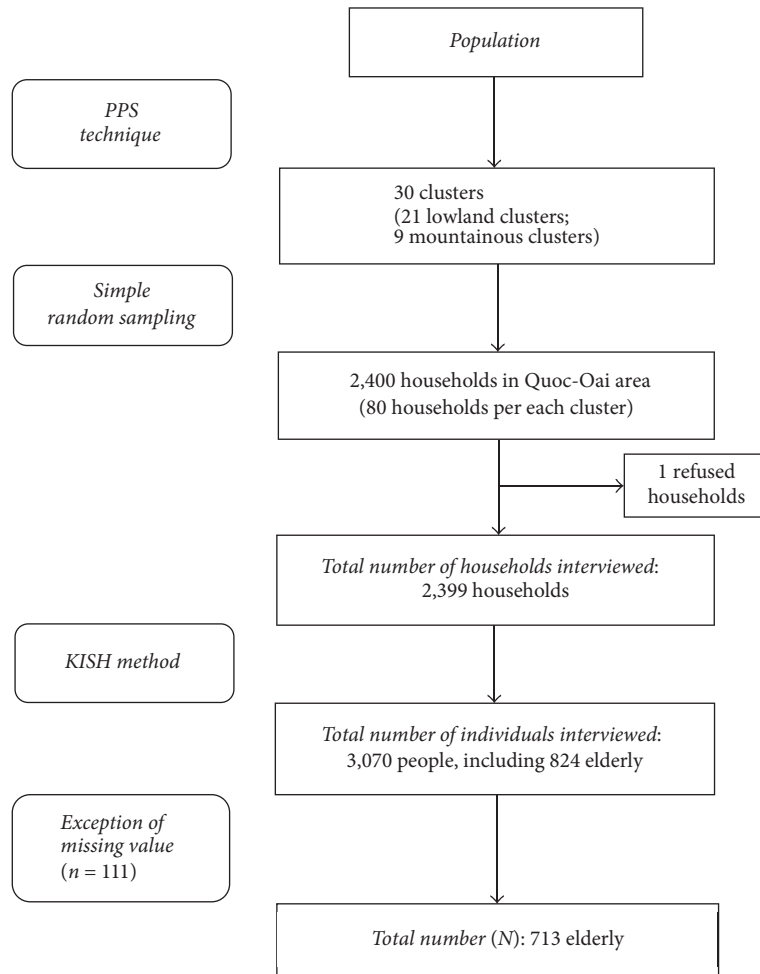 Population
PPS
technique
30 clusters
(21 lowland clusters;
9 mountainous clusters)
Simple
random sampling
2,400 households in Quoc-Oai area
(80 households per each cluster)
1 refused
households
Total number of households interviewed:
2,399 households
KISH method
Total number of individuals interviewed:
3,070 people, including 824 elderly
Exception of
missing value
(n = 111)
Total number (N): 713 elderly